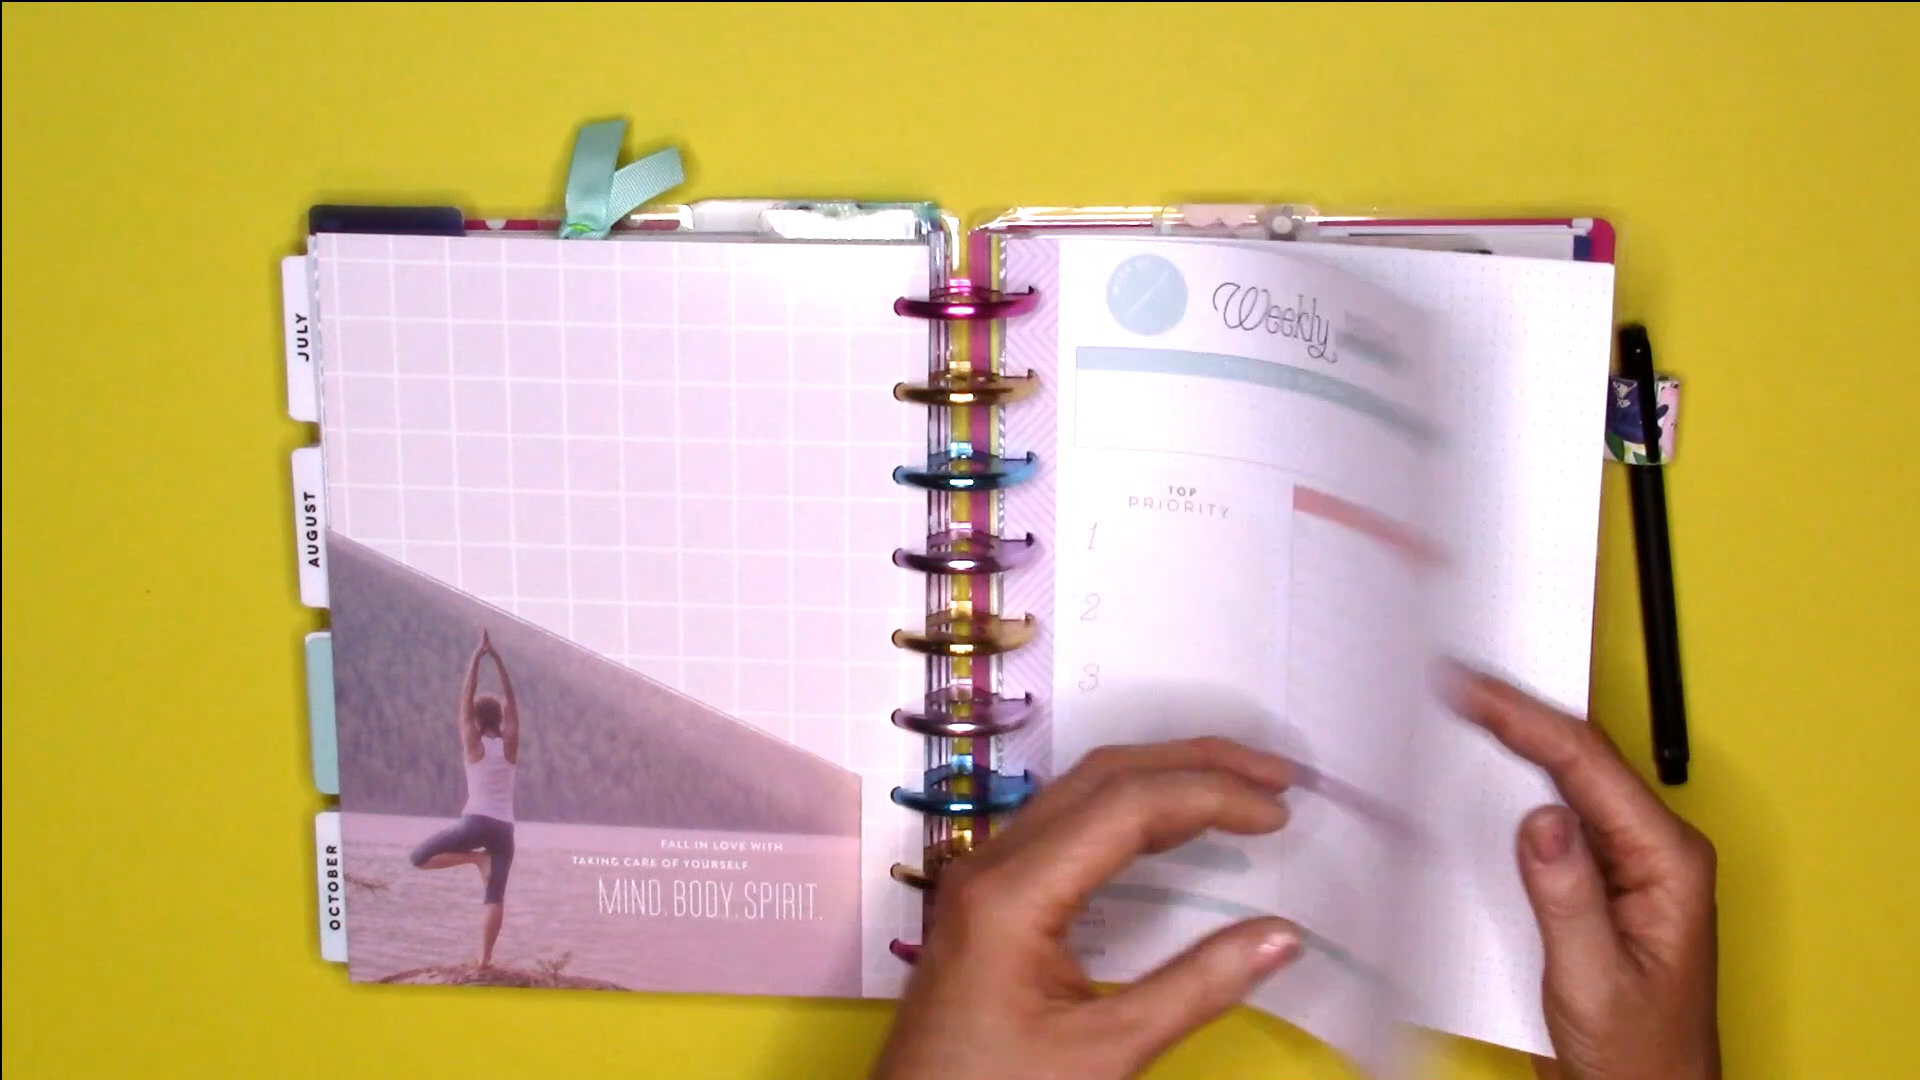 JULY
AUGUST
OCTOBER
FALL IN LOVE WITH
TAKING CARE OF YOURSELF
MIND. BODY. SPIRIT.
Weekly
TOP
PRIORITY
1
2
3